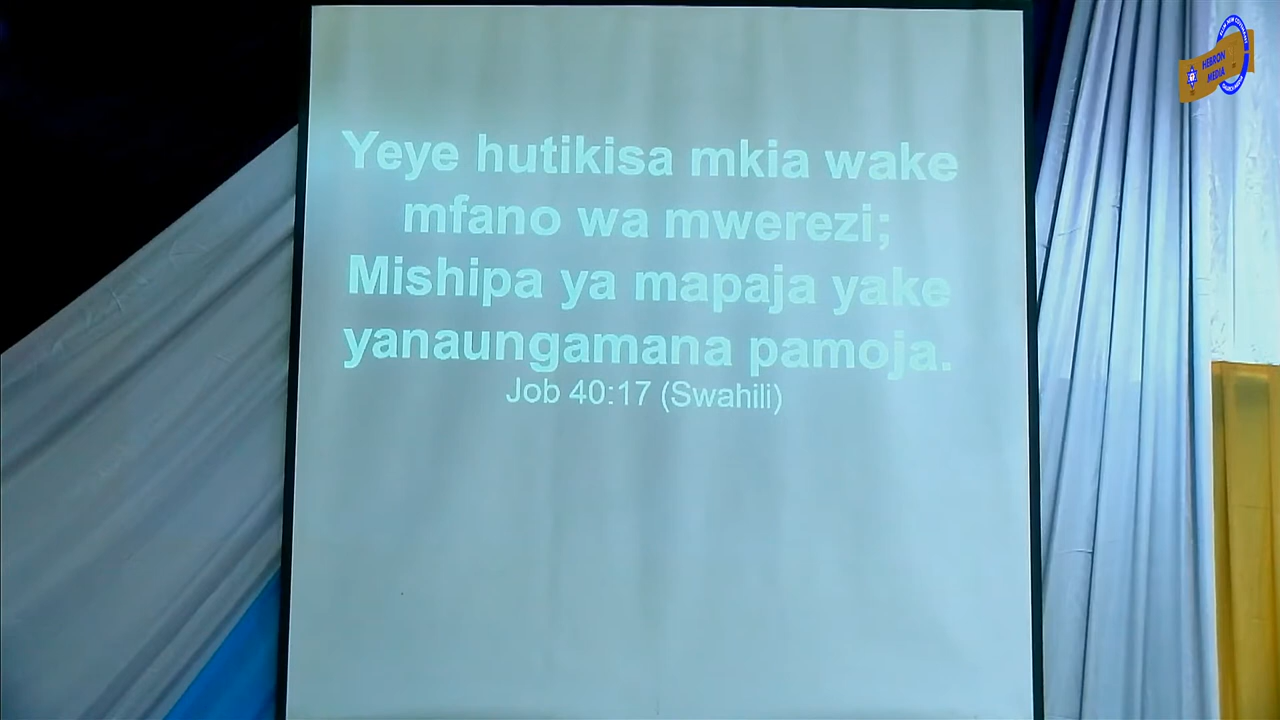 Yeye hutikisa mkia wake
mfano wa mwerezi;
Mishipa ya mapaja yake
yanaungamana pamoja.
Job 40:17 (Swahili)
HEBRON
MEDIA